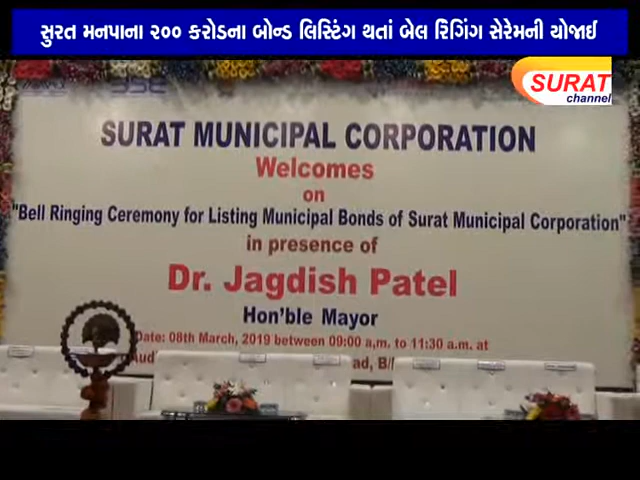 સુરત મનપાના ૨૦૦ કરોડના બોન્ડ લિસ્ટિંગ થતાં બેલ રિંગિંગ સેરેમની યોજાઈ
SURAT
channel
BSE
SURAT MUNICIPAL CORPORATION
Welcomes
on
"Bell Ringing Ceremony for Listing Municipal Bonds of Surat Municipal Corporation"
in presence of
Dr. Jagdish Patel
Hon'ble Mayor
Date: 08th March, 2019 between 09:00 a.m. to 11:30 a.m. at